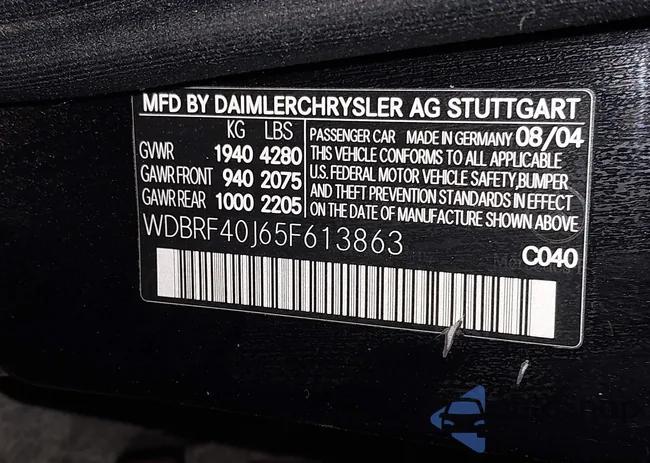 MFD BY DAIMLERCHRYSLER AG STUTTGART
KG LBS
GVWR 1940 4280
GAWR FRONT 940 2075
GAWR REAR 1000 2205
PASSENGER CAR MADE IN GERMANY 08/04
THIS VEHICLE CONFORMS TO ALL APPLICABLE
U.S. FEDERAL MOTOR VEHICLE SAFETY, BUMPER
AND THEFT PREVENTION STANDARDS IN EFFECT
ON THE DATE OF MANUFACTURE SHOWN ABOVE
WDBRF40J65F613863
C040